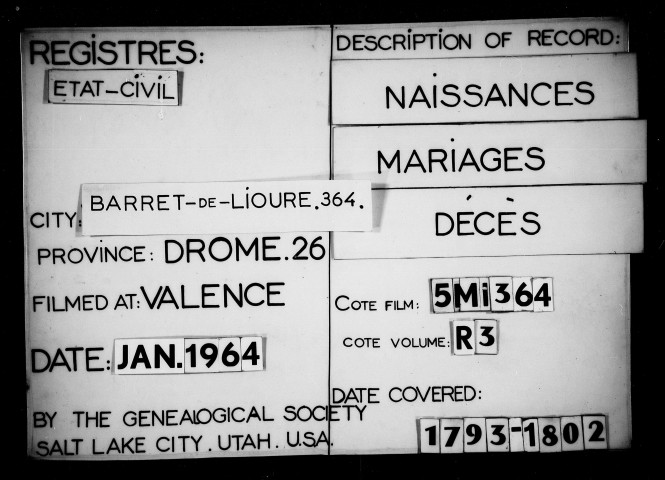 REGISTRES:
ETAT-CIVIL
CITY: BARRET-DE-LIOURE.364.
PROVINCE: DROME.26
FILMED AT: VALENCE
DATE: JAN.1964
BY THE GENEALOGICAL SOCIETY
SALT LAKE CITY. UTAH. U.S.A.
DESCRIPTION OF RECORD:
NAISSANCES
MARIAGES
DÉCÈS
COTE FILM: 5Mi364
COTE VOLUME: R3
DATE COVERED:
1793-1802